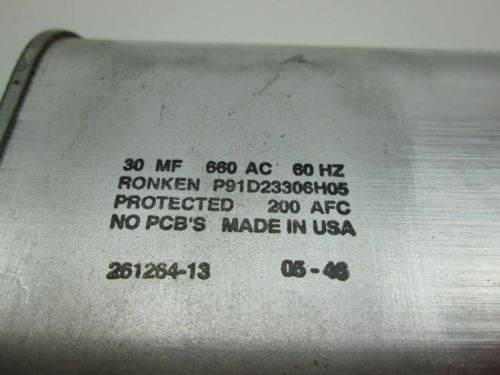 30 MF 660 AC 60 HZ
RONKEN P91D23306H05
PROTECTED 200 AFC
NO PCB'S MADE IN USA
261264-13 05-46